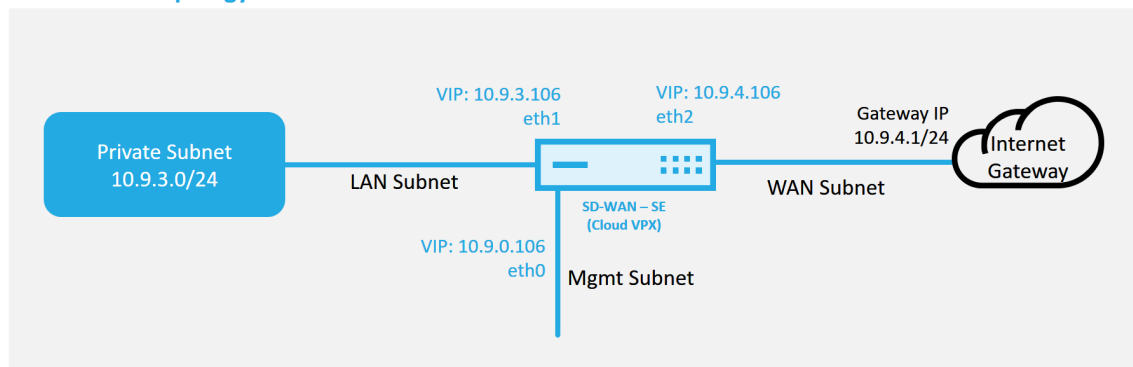 VIP: 10.9.3.106
eth1
VIP: 10.9.4.106
eth2
Gateway IP
10.9.4.1/24
Internet
Gateway
Private Subnet
10.9.3.0/24
LAN Subnet
WAN Subnet
SD-WAN – SE
(Cloud VPX)
VIP: 10.9.0.106
eth0
Mgmt Subnet